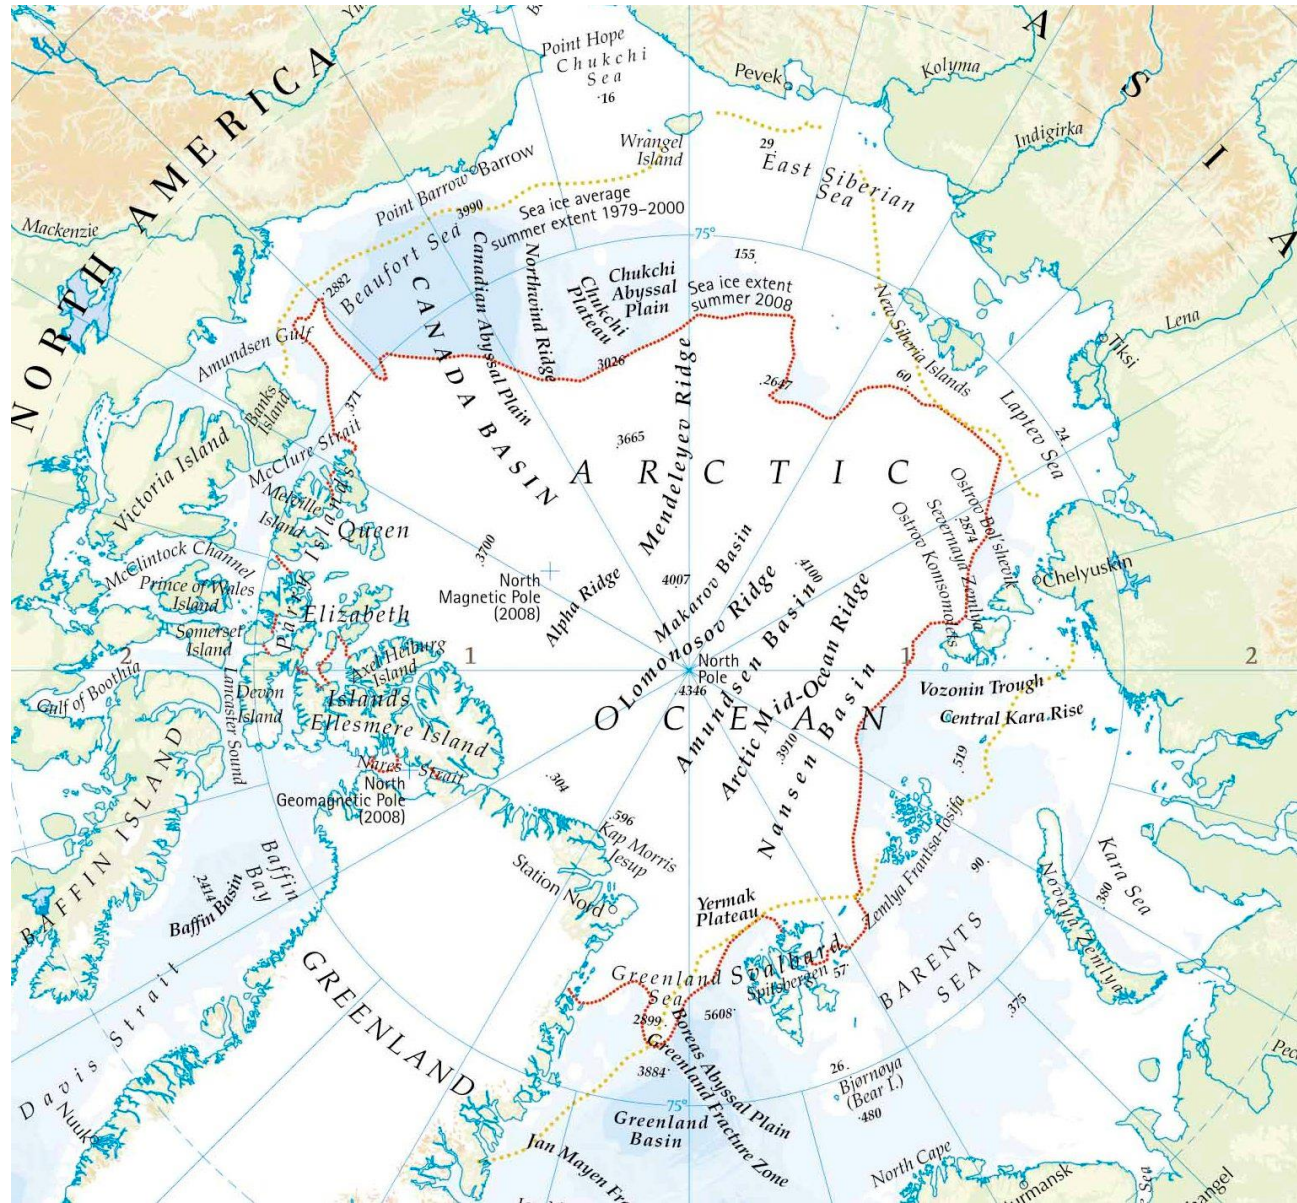 NORTH AMERICA
ASIA
Point Hope
Chukchi
Sea
16
Pevek
Kolyma
Indigirka
Wrangel
Island
29
East Siberian
Sea
Point Barrow
Barrow
Mackenzie
3990
Sea ice average
summer extent 1979–2000
75°
155
2882
Beaufort Sea
CANADA BASIN
Canadian Abyssal Plain
Northwind Ridge
Chukchi
Plateau
Chukchi
Abyssal
Plain
Sea ice extent
summer 2008
New Siberia Islands
Lena
Tiksi
Amundsen Gulf
3026
Mendeleyev Ridge
2647
60
Laptev Sea
24
Banks
Island
371
McClure Strait
Victoria Island
3665
ARCTIC
OCEAN
Melville
Island
Parry Islands
Queen
Elizabeth
Islands
3700
North
Magnetic Pole
(2008)
Alpha Ridge
4007
Makarov Basin
Lomonosov Ridge
4100
Amundsen Basin
Arctic Mid-Ocean Ridge
Nansen Basin
Ostrov Bol'shevik
2874
Severnaya Zemlya
Ostrov Komsomolets
Chelyuskin
McClintock Channel
Prince of Wales
Island
Somerset
Island
2
1
North
Pole
4346
1
2
Axel Heiburg
Island
Gulf of Boothia
Lancaster Sound
Devon
Island
Ellesmere Island
Vozonin Trough
Central Kara Rise
3910
519
Nares Strait
North
Geomagnetic Pole
(2008)
304
596
Kap Morris
Jesup
Station Nord
BAFFIN ISLAND
Baffin
Bay
2414
Baffin Basin
Zemlya Frantsa-Iosifa
90
Kara Sea
380
Novaya Zemlya
Yermak
Plateau
GREENLAND
Greenland
Sea
Svalbard
Spitsbergen
57
BARENTS
SEA
375
2899
5608
Boreas Abyssal Plain
Greenland Fracture Zone
3884
75°
Greenland
Basin
26
Bjørnøya
(Bear I.)
480
Davis Strait
Nuuk
North Cape